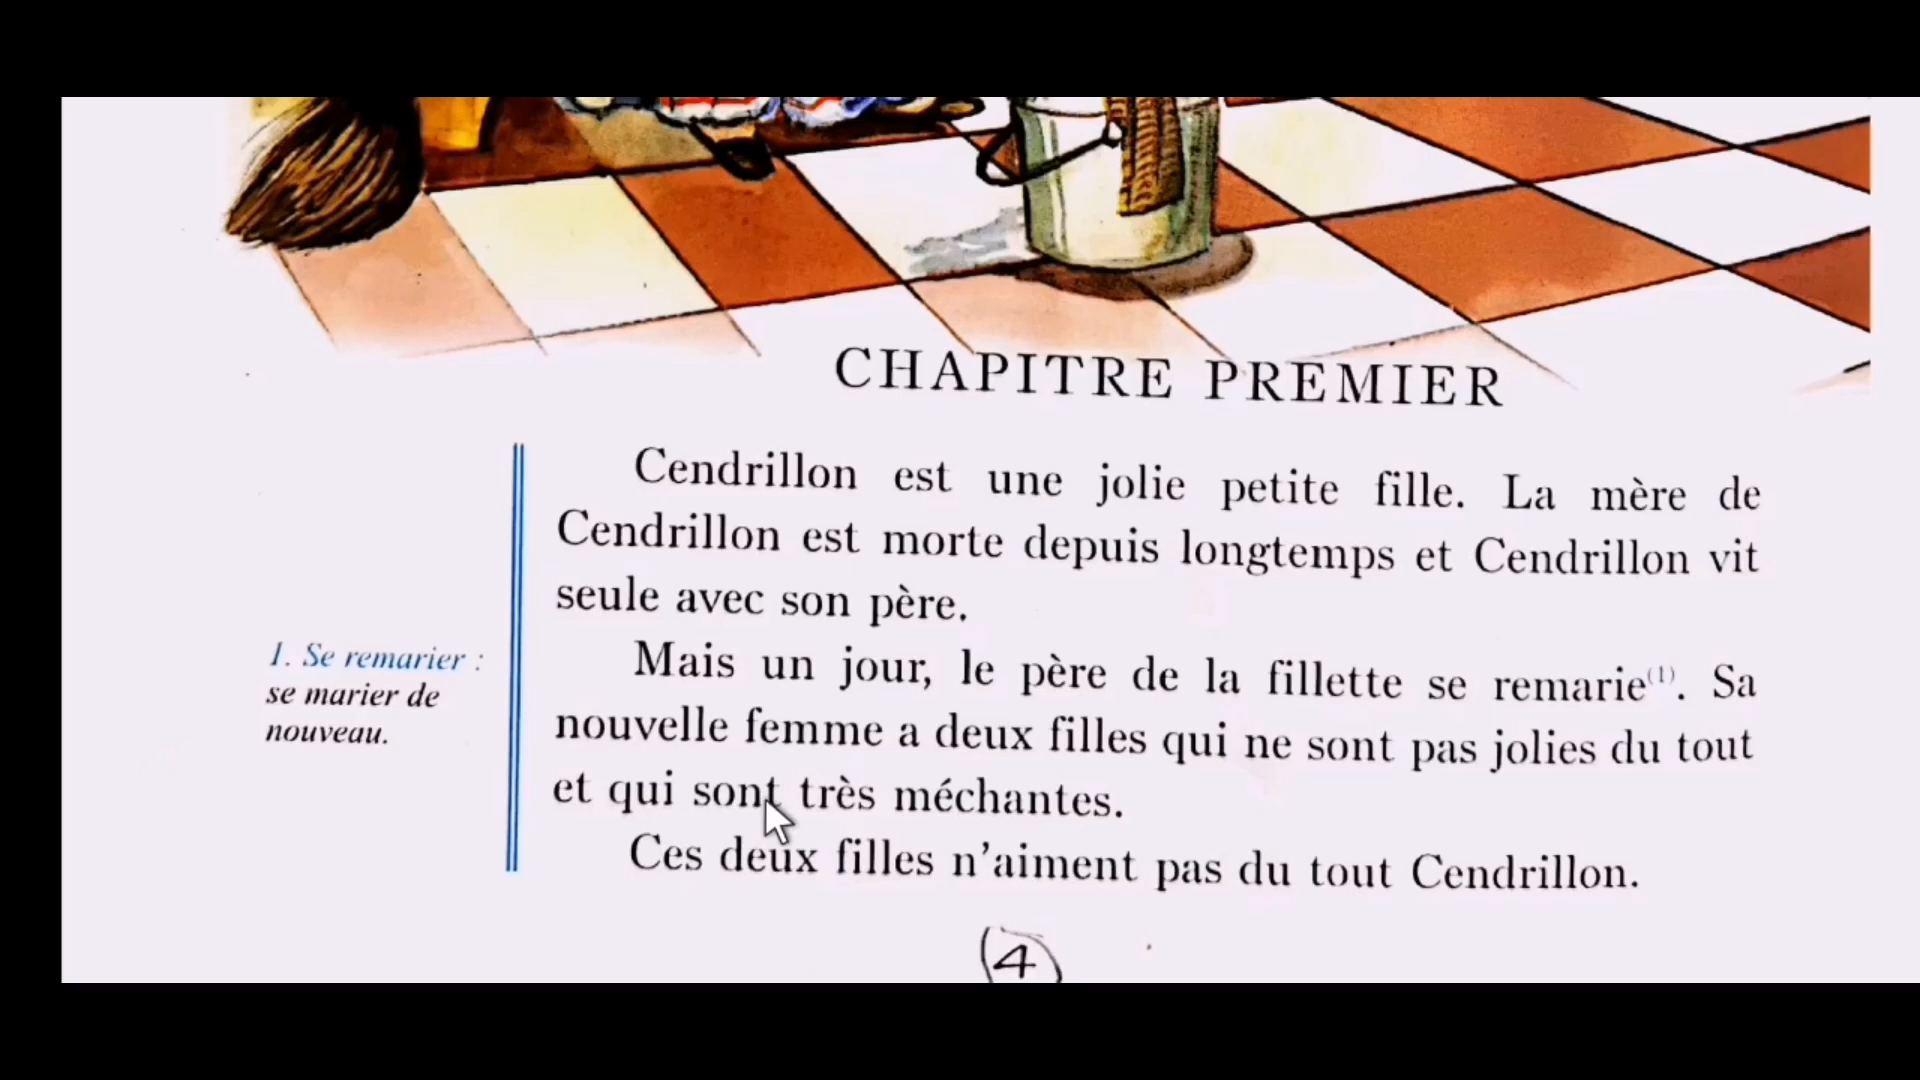 CHAPITRE PREMIER
Cendrillon est une jolie petite fille. La mère de
Cendrillon est morte depuis longtemps et Cendrillon vit
seule avec son père.
1. Se remarier :
se marier de
nouveau.
Mais un jour, le père de la fillette se remarie(1). Sa
nouvelle femme a deux filles qui ne sont pas jolies du tout
et qui sont très méchantes.
Ces deux filles n'aiment pas du tout Cendrillon.
4